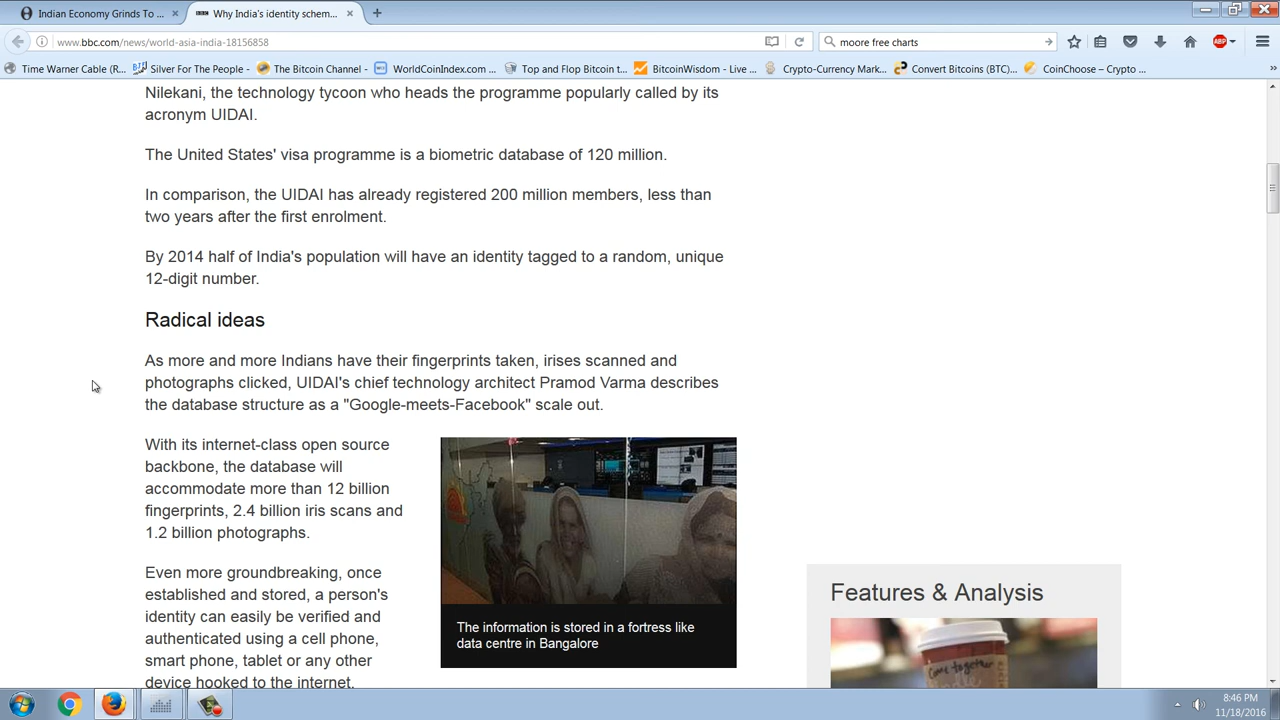 Indian Economy Grinds To ...
Why India's identity schem...
www.bbc.com/news/world-asia-india-18156858
moore free charts
ABP
Time Warner Cable (R...
Silver For The People - ...
The Bitcoin Channel - ...
WorldCoinIndex.com ...
Top and Flop Bitcoin t...
BitcoinWisdom - Live ...
Crypto-Currency Mark...
Convert Bitcoins (BTC)...
CoinChoose – Crypto ...
Nilekani, the technology tycoon who heads the programme popularly called by its
acronym UIDAI.
The United States' visa programme is a biometric database of 120 million.
In comparison, the UIDAI has already registered 200 million members, less than
two years after the first enrolment.
By 2014 half of India's population will have an identity tagged to a random, unique
12-digit number.
Radical ideas
As more and more Indians have their fingerprints taken, irises scanned and
photographs clicked, UIDAI's chief technology architect Pramod Varma describes
the database structure as a "Google-meets-Facebook" scale out.
With its internet-class open source
backbone, the database will
accommodate more than 12 billion
fingerprints, 2.4 billion iris scans and
1.2 billion photographs.
The information is stored in a fortress like
data centre in Bangalore
Even more groundbreaking, once
established and stored, a person's
identity can easily be verified and
authenticated using a cell phone,
smart phone, tablet or any other
device hooked to the internet.
Features & Analysis
Come together
8:46 PM
11/18/2016